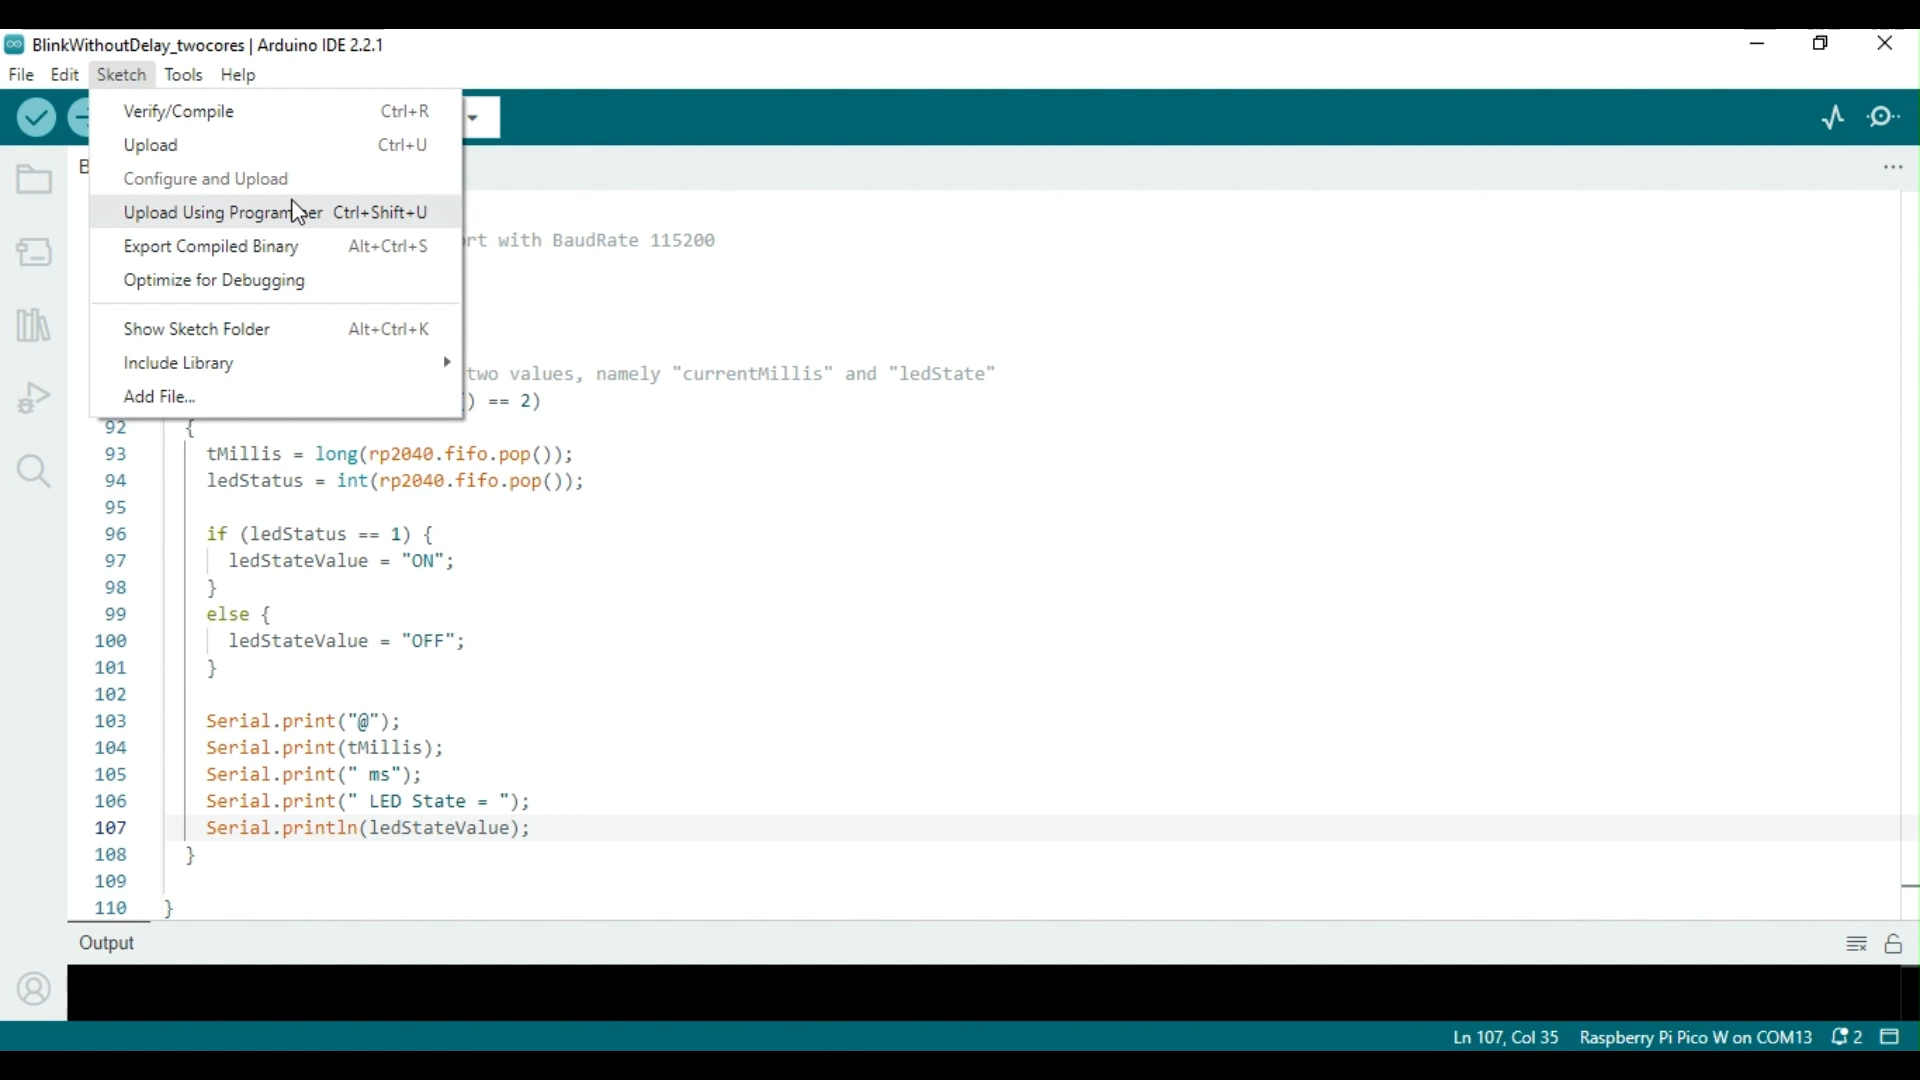 BlinkWithoutDelay_twocores | Arduino IDE 2.2.1
File Edit Sketch Tools Help
Verify/Compile Ctrl+R
Upload Ctrl+U
B
Configure and Upload
Upload Using Programmer Ctrl+Shift+U
Export Compiled Binary Alt+Ctrl+S
rt with BaudRate 115200
Optimize for Debugging
Show Sketch Folder Alt+Ctrl+K
Include Library
two values, namely "currentMillis" and "ledState"
Add File...
) == 2)
92 {
93 tMillis = long(rp2040.fifo.pop());
94 ledStatus = int(rp2040.fifo.pop());
95
96 if (ledStatus == 1) {
97 ledStateValue = "ON";
98 }
99 else {
100 ledStateValue = "OFF";
101 }
102
103 Serial.print("@");
104 Serial.print(tMillis);
105 Serial.print(" ms");
106 Serial.print(" LED State = ");
107 Serial.println(ledStateValue);
108 }
109
110 }
Output
Ln 107, Col 35 Raspberry Pi Pico W on COM13 2